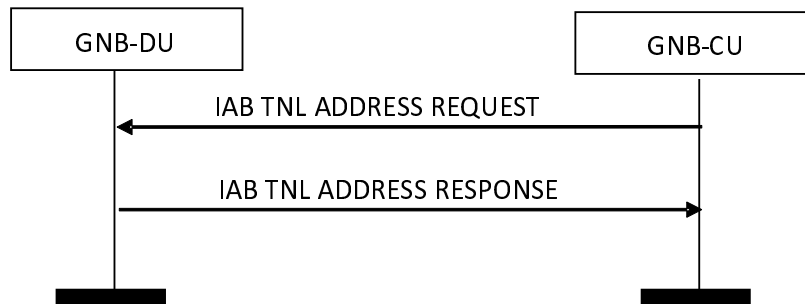 GNB-DU
GNB-CU
IAB TNL ADDRESS REQUEST
IAB TNL ADDRESS RESPONSE